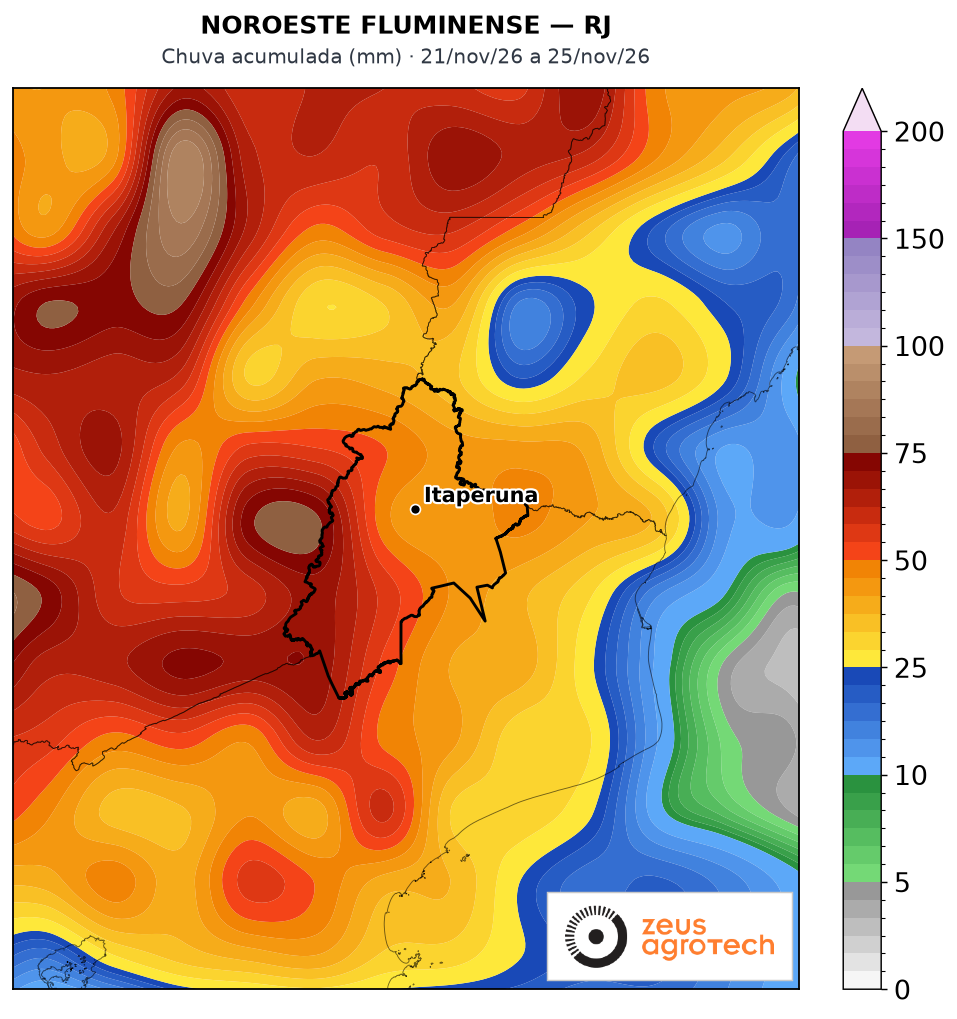 NOROESTE FLUMINENSE — RJ
Chuva acumulada (mm) · 21/nov/26 a 25/nov/26
200
150
100
75
50
25
10
5
0
Itaperuna
zeus
agrotech